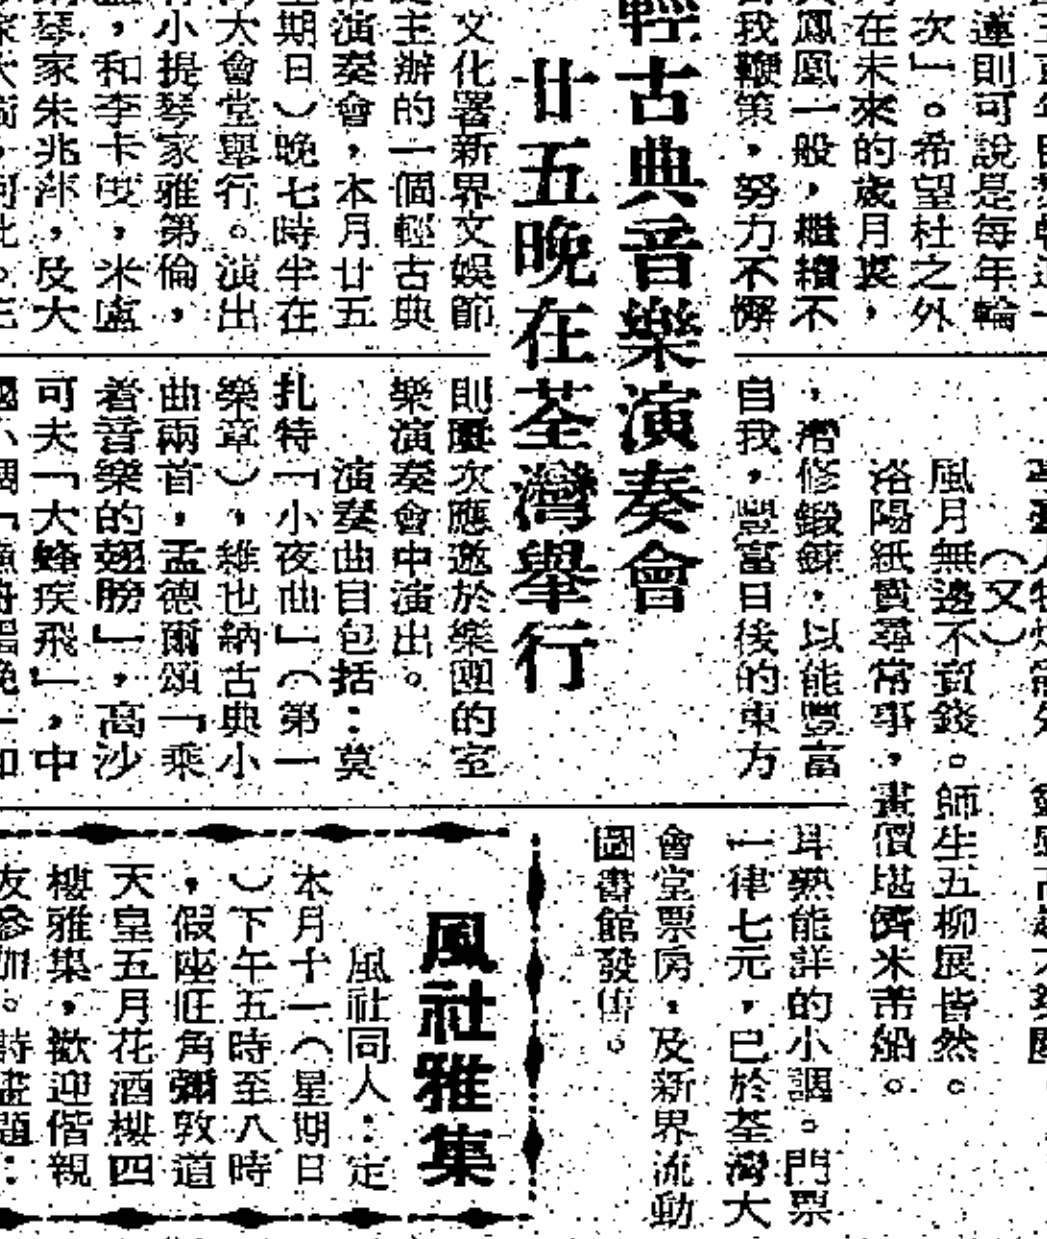 連則可說是每年輪
次」。希望杜之外
在未來的歲月裏，
鳳凰一般，繼續不
我鞭策，努力不懈
輕古典音樂演奏會
廿五晚在荃灣舉行
文化署新界文娛節
主辦的一個輕古典
演奏會，本月廿五
期日）晚七時半在
大會堂舉行。演出
小提琴家雅第倫，
，和李卡度，米盧
琴家朱兆沣，及大
則屢次應邀於樂團的室
樂演奏會中演出。
演奏曲目包括：莫
扎特「小夜曲」（第一
樂章），維也納古典小
曲兩首，孟德爾頌「乘
着音樂的翅膀」，高沙
可夫「大蜂疾飛」，中
，常修鍛鍊，以能豐富
自我，豐富日後的東方
（又）
風月無邊不賣錢。師生五柳展皆然。
洛陽紙貴尋常事，畫價堪儕米芾船。
耳熟能詳的小調。門票
一律七元，已於荃灣大
會堂票房，及新界流動
圖書館發售。
風社雅集
風社同人：定
本月十一（星期日
）下午五時至八時
，假座旺角彌敦道
天皇五月花酒樓四
樓雅集，歡迎偕親
友參加。詩畫題：